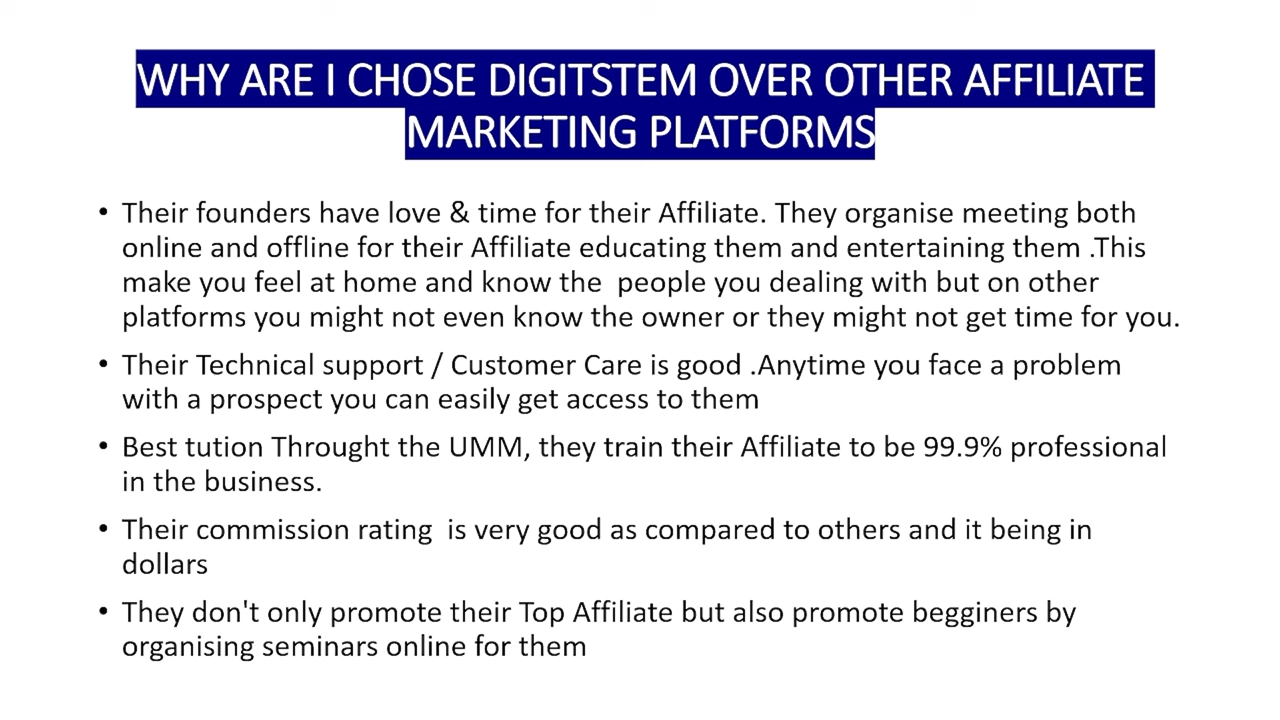 WHY ARE I CHOSE DIGITSTEM OVER OTHER AFFILIATE
MARKETING PLATFORMS
• Their founders have love & time for their Affiliate. They organise meeting both
online and offline for their Affiliate educating them and entertaining them .This
make you feel at home and know the  people you dealing with but on other
platforms you might not even know the owner or they might not get time for you.
• Their Technical support / Customer Care is good .Anytime you face a problem
with a prospect you can easily get access to them
• Best tution Throught the UMM, they train their Affiliate to be 99.9% professional
in the business.
• Their commission rating  is very good as compared to others and it being in
dollars
• They don't only promote their Top Affiliate but also promote begginers by
organising seminars online for them